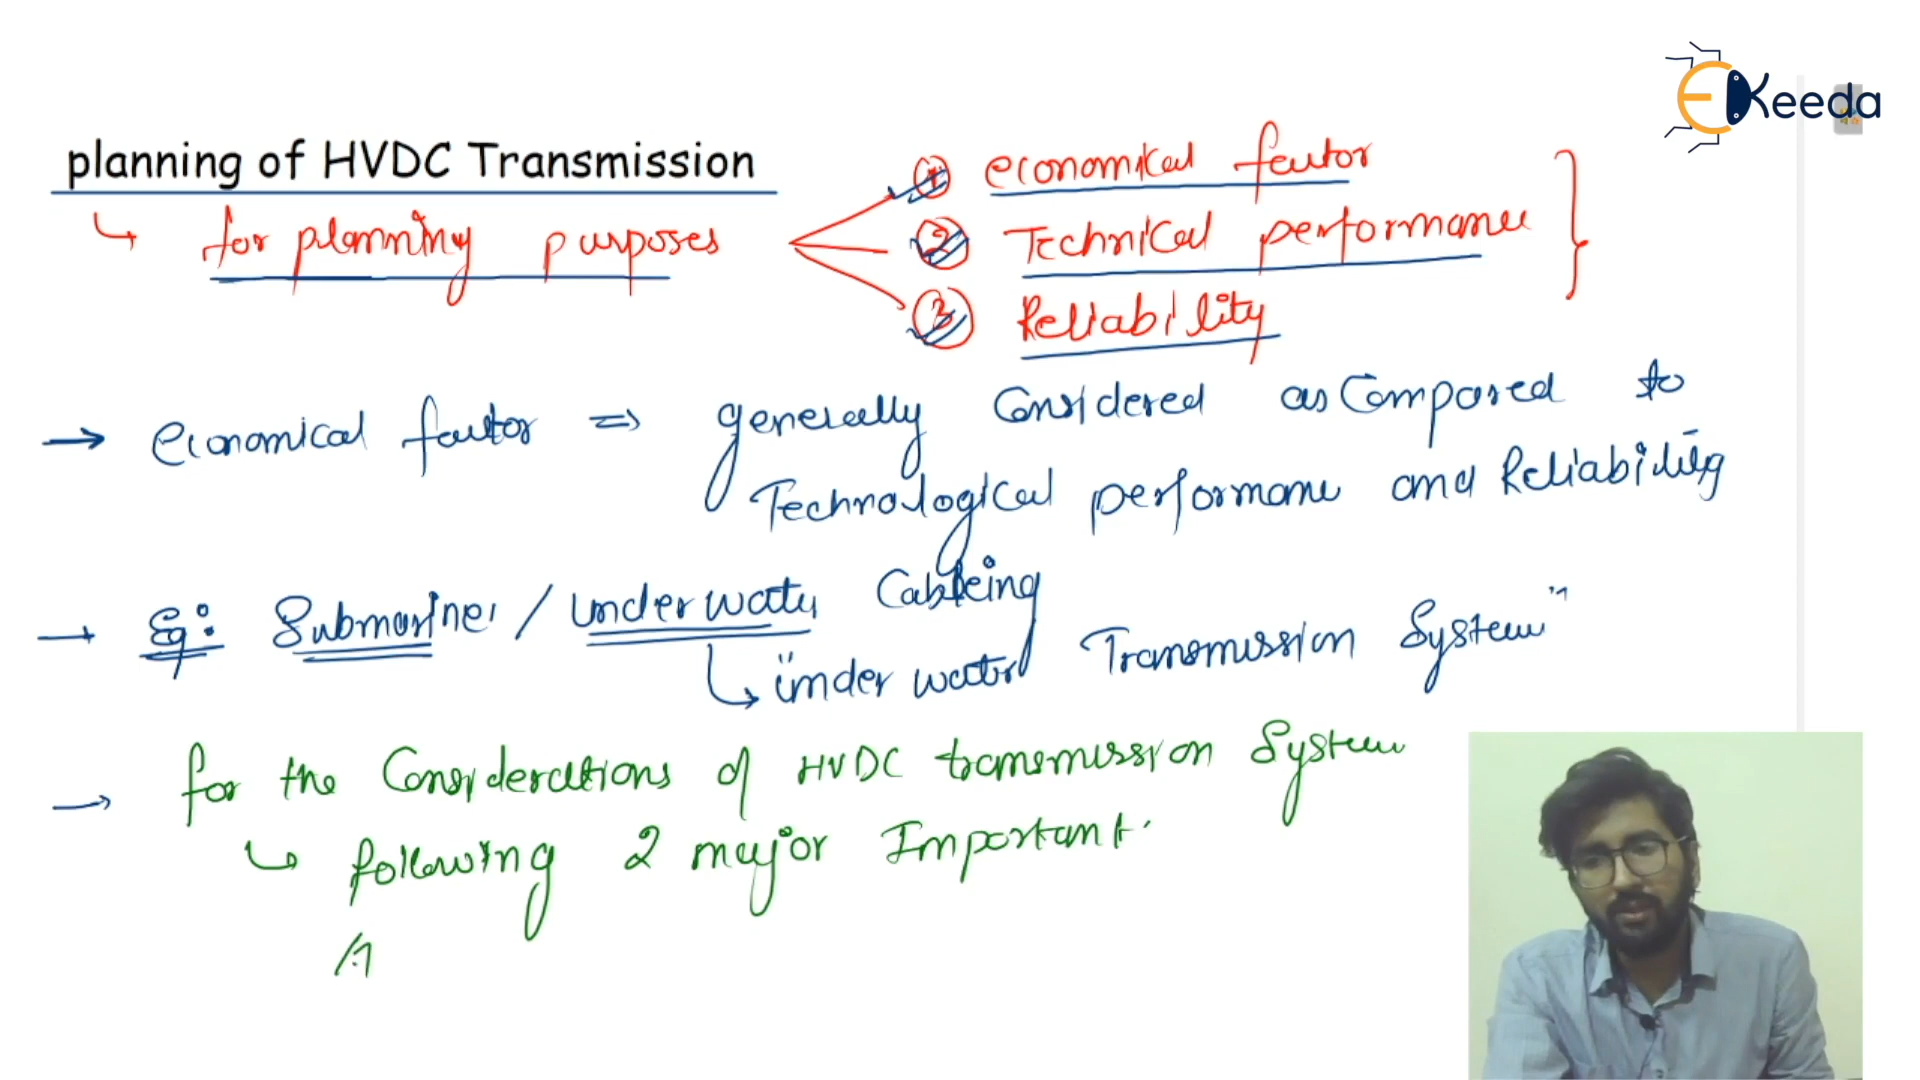 EKeeda
planning of HVDC Transmission
↳ for planning purposes
① economical factor
② Technical performance
③ Reliability
→ economical factor ⇒ generally Considered as Compared to
Technological performance and Reliability
→ Eg: Submarine / under water Cableing
↳ "under water Transmission System"
→ for the Considerations of HVDC transmission System
↳ following 2 major Important